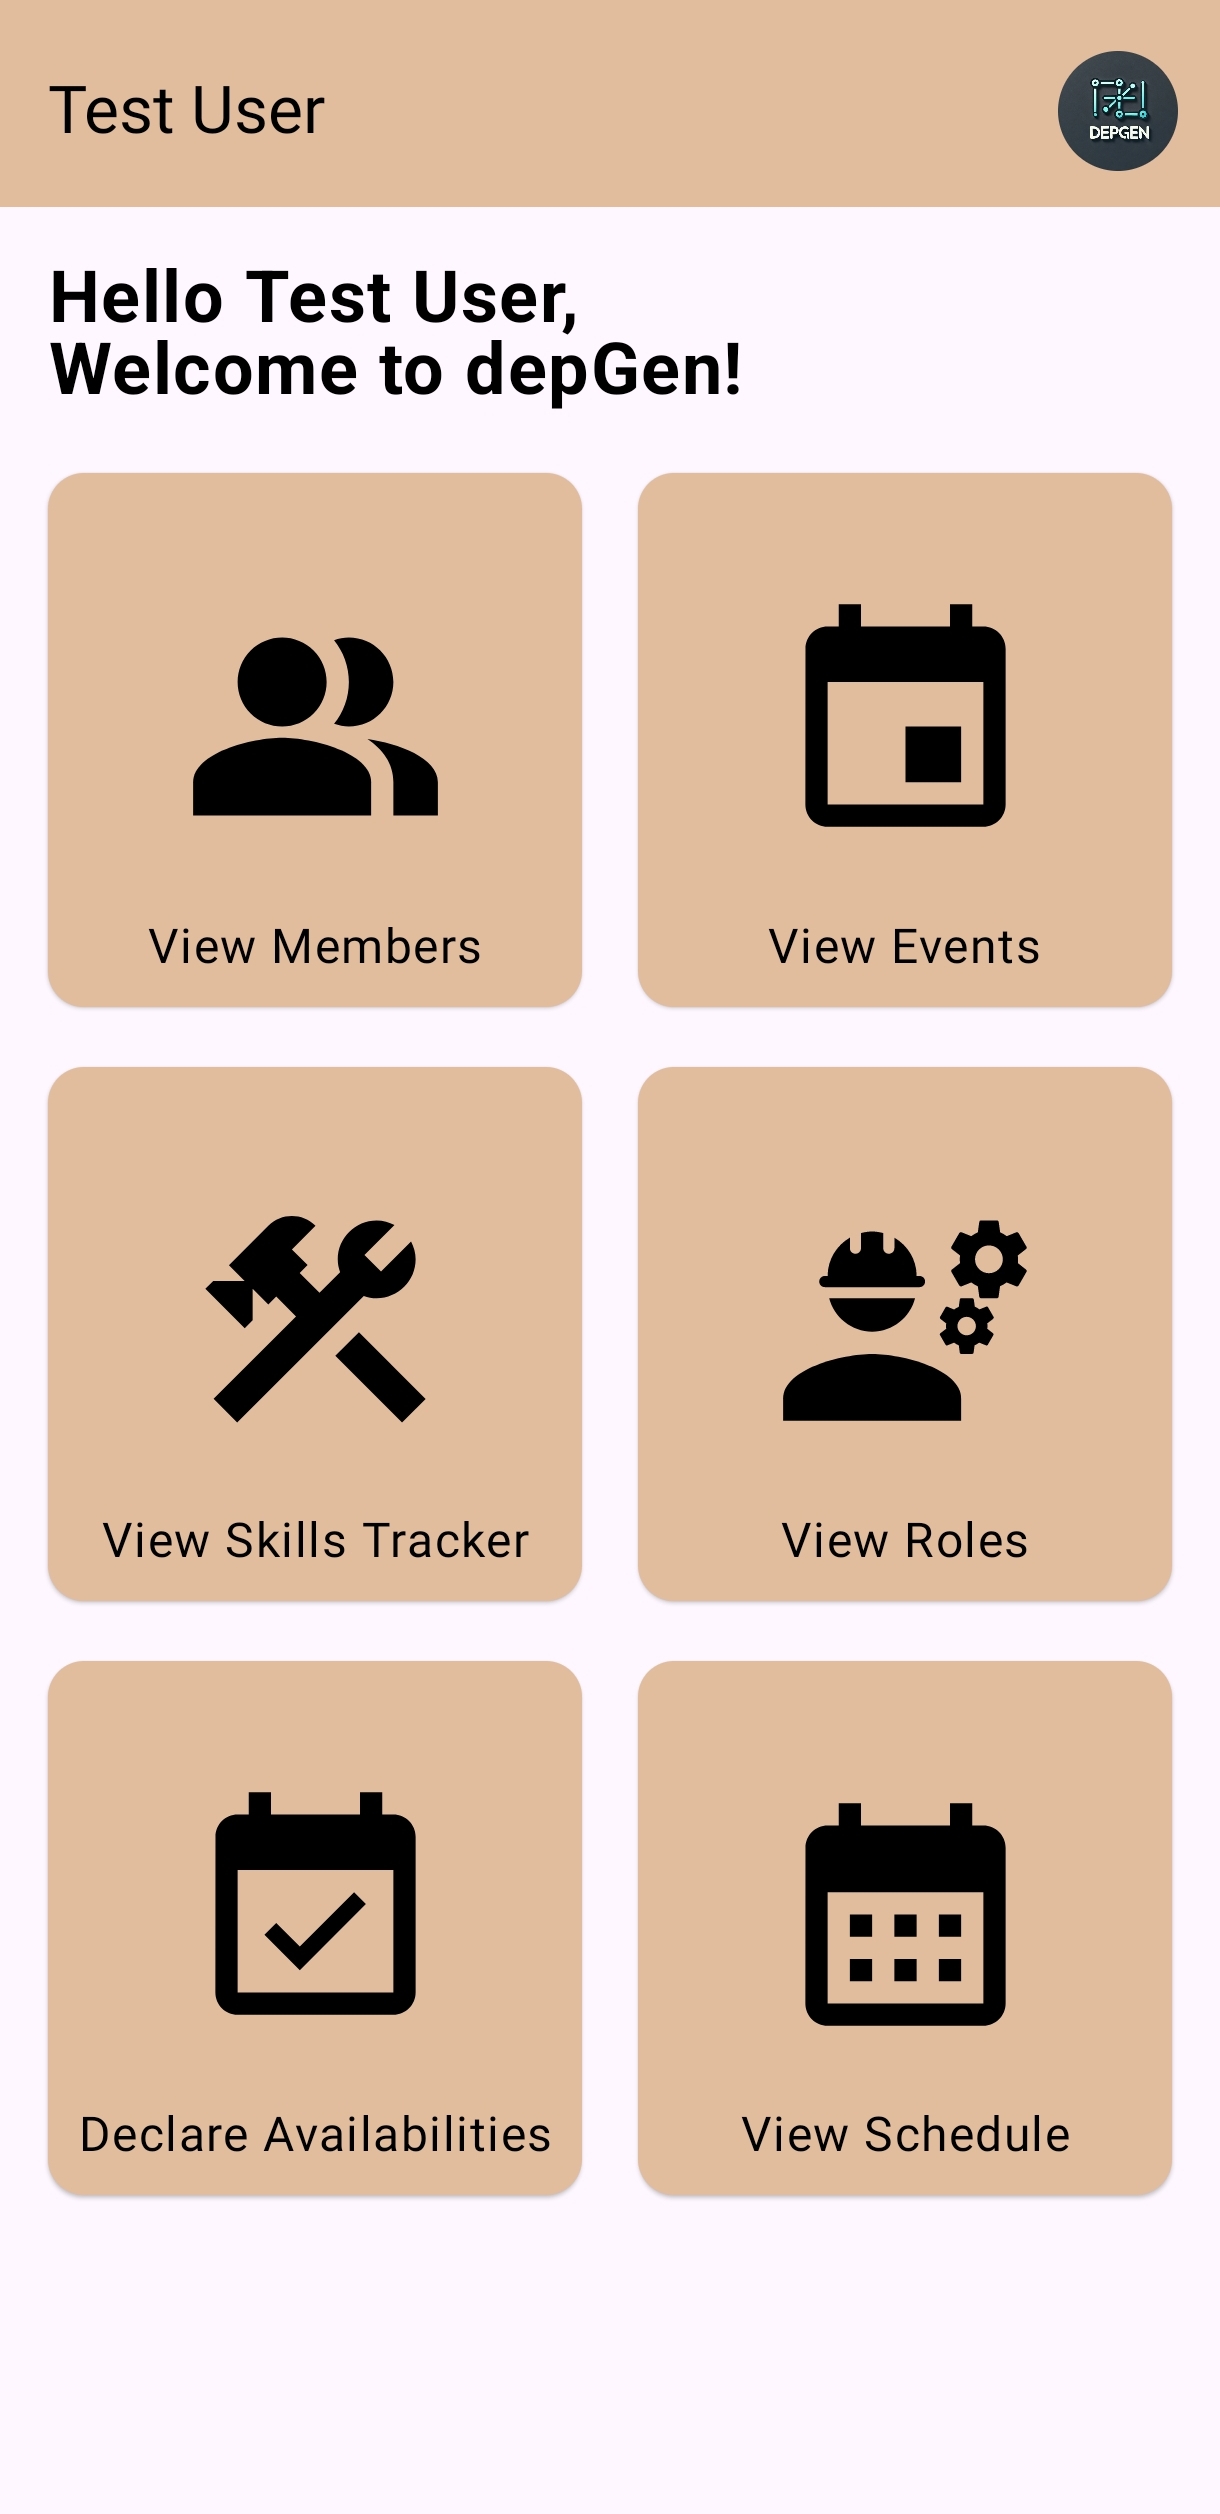 Test User
DEPGEN
Hello Test User,
Welcome to depGen!
View Members
View Events
View Skills Tracker
View Roles
Declare Availabilities
View Schedule